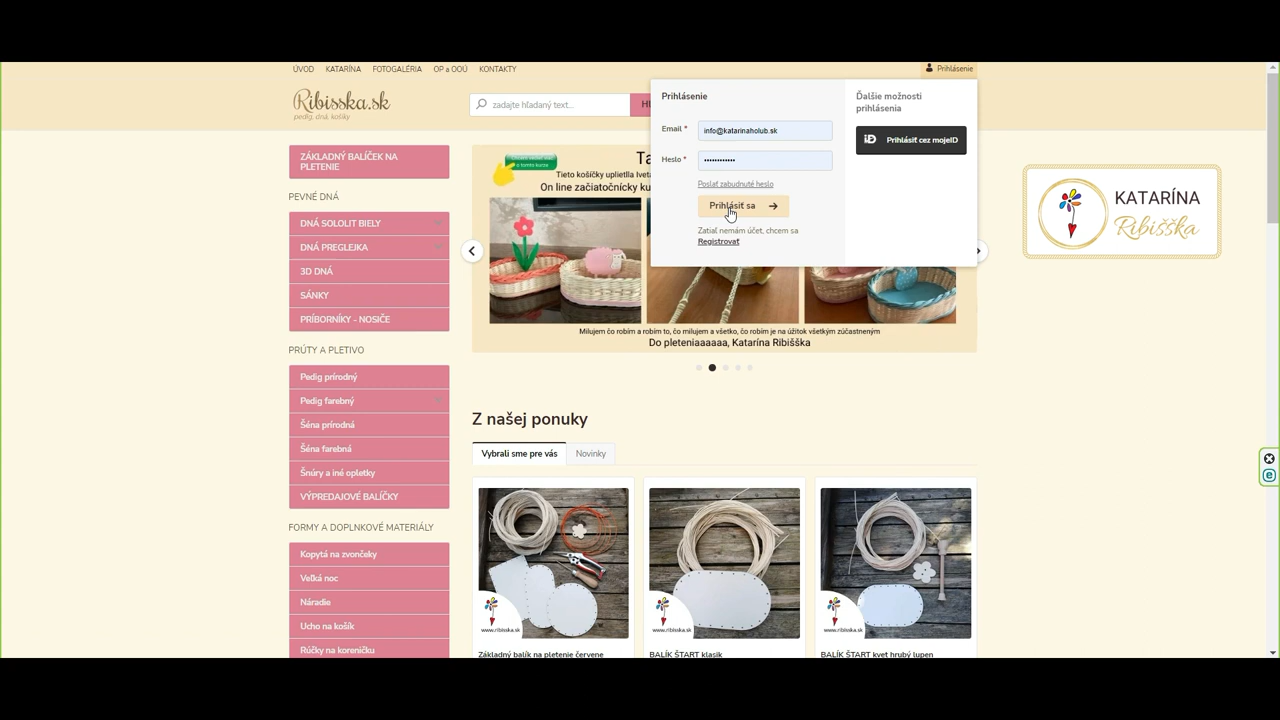 ÚVOD KATARÍNA FOTOGALÉRIA OP a OOÚ KONTAKTY
Prihlásenie
Ribisska.sk
pedig, dná, košíky
zadajte hľadaný text...
Prihlásenie
Email *
info@katarinaholub.sk
Heslo *
••••••••••••
Poslať zabudnuté heslo
Prihlásiť sa
Zatiaľ nemám účet, chcem sa
Registrovať
Ďalšie možnosti
prihlásenia
iD Prihlásiť cez mojeID
ZÁKLADNÝ BALÍČEK NA
PLETENIE
PEVNÉ DNÁ
DNÁ SOLOLIT BIELY
DNÁ PREGLEJKA
3D DNÁ
SÁNKY
PRÍBORNÍKY - NOSIČE
PRÚTY A PLETIVO
Pedig prírodný
Pedig farebný
Šéna prírodná
Šéna farebná
Šnúry a iné opletky
VÝPREDAJOVÉ BALÍČKY
FORMY A DOPLNKOVÉ MATERIÁLY
Kopytá na zvončeky
Veľká noc
Náradie
Ucho na košík
Rúčky na koreničku
Tieto košíčky uplietlla Iveta
On line začiatočnícky ku
Milujem čo robím a robím to, čo milujem a všetko, čo robím je na úžitok všetkým zúčastneným
Do pleteniaaaaaa, Katarína Ribišška
KATARÍNA
Ribišška
Z našej ponuky
Vybrali sme pre vás
Novinky
www.ribisska.sk
www.ribisska.sk
www.ribisska.sk
Základný balík na pletenie červene
BALÍK ŠTART klasik
BALÍK ŠTART kvet hrubý lupen